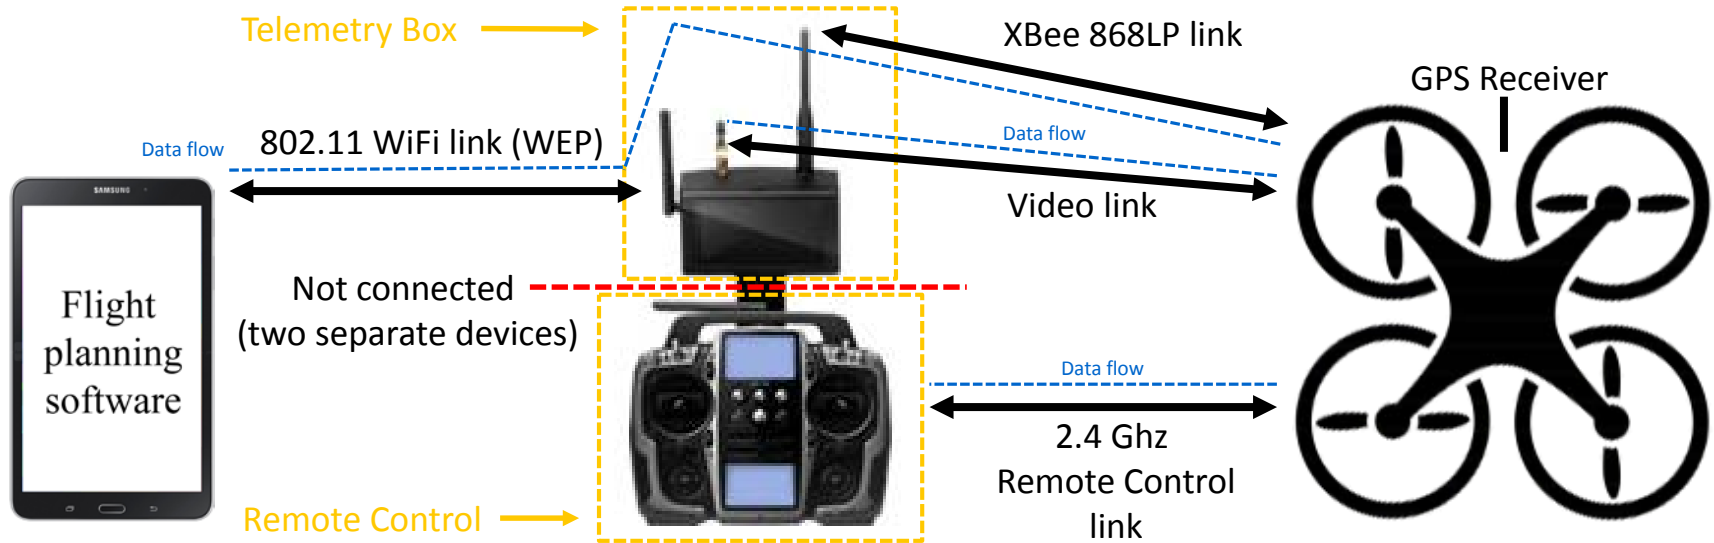 Telemetry Box
XBee 868LP link
GPS Receiver
Data flow
802.11 WiFi link (WEP)
Data flow
Video link
SAMSUNG
Flight
planning
software
Not connected
(two separate devices)
Data flow
2.4 Ghz
Remote Control
link
Remote Control